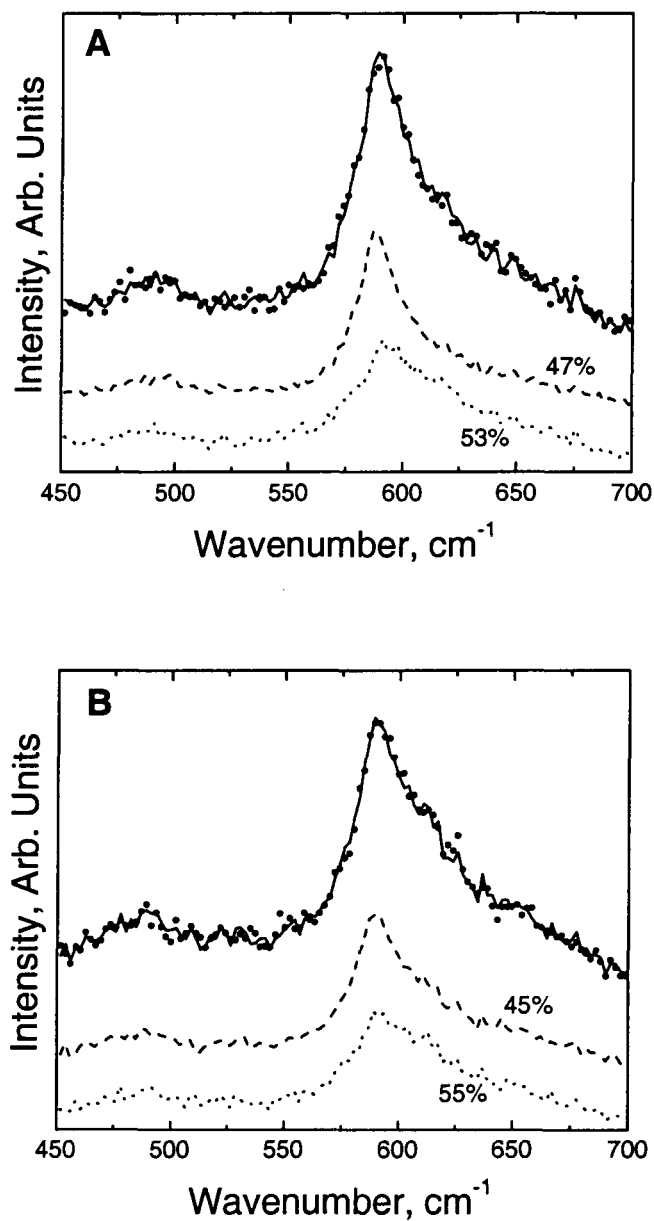 A
Intensity, Arb. Units
47%
53%
450 500 550 600 650 700
Wavenumber, cm⁻¹
B
Intensity, Arb. Units
45%
55%
450 500 550 600 650 700
Wavenumber, cm⁻¹